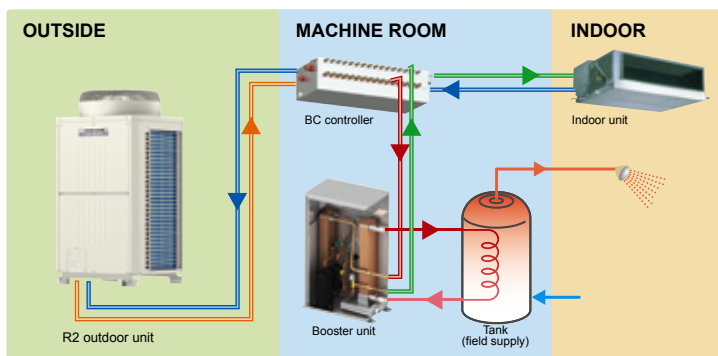 OUTSIDE
MACHINE ROOM
INDOOR
BC controller
Indoor unit
R2 outdoor unit
Booster unit
Tank
(field supply)